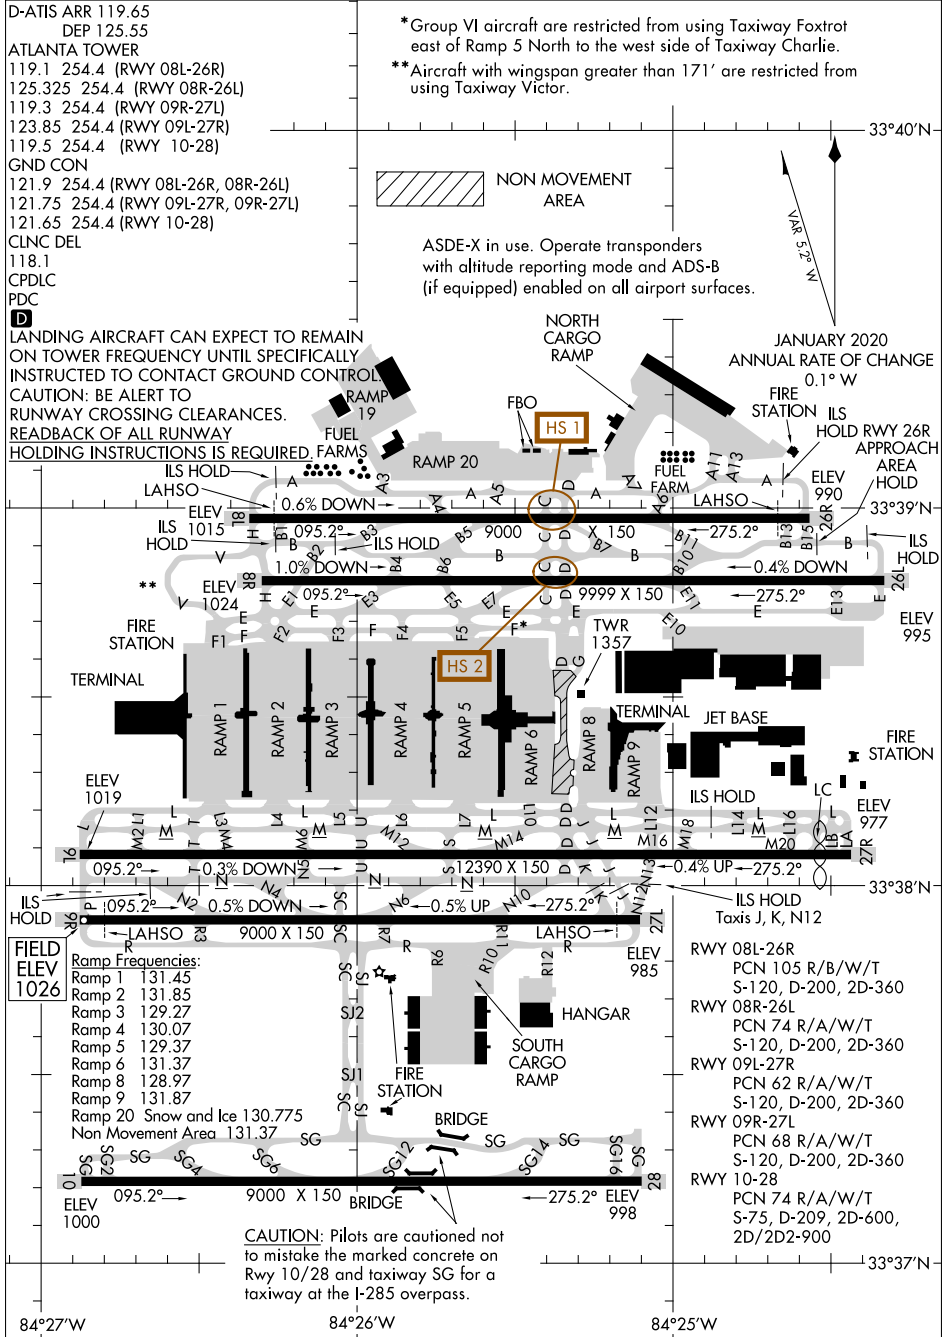 D-ATIS ARR 119.65
DEP 125.55
ATLANTA TOWER
119.1 254.4 (RWY 08L-26R)
125.325 254.4 (RWY 08R-26L)
119.3 254.4 (RWY 09R-27L)
123.85 254.4 (RWY 09L-27R)
119.5 254.4 (RWY 10-28)
GND CON
121.9 254.4 (RWY 08L-26R, 08R-26L)
121.75 254.4 (RWY 09L-27R, 09R-27L)
121.65 254.4 (RWY 10-28)
CLNC DEL
118.1
CPDLC
PDC
D
LANDING AIRCRAFT CAN EXPECT TO REMAIN
ON TOWER FREQUENCY UNTIL SPECIFICALLY
INSTRUCTED TO CONTACT GROUND CONTROL.
CAUTION: BE ALERT TO
RUNWAY CROSSING CLEARANCES.
READBACK OF ALL RUNWAY
HOLDING INSTRUCTIONS IS REQUIRED.
*Group VI aircraft are restricted from using Taxiway Foxtrot
east of Ramp 5 North to the west side of Taxiway Charlie.
**Aircraft with wingspan greater than 171' are restricted from
using Taxiway Victor.
33°40'N
NON MOVEMENT
AREA
VAR 5.2° W
ASDE-X in use. Operate transponders
with altitude reporting mode and ADS-B
(if equipped) enabled on all airport surfaces.
JANUARY 2020
ANNUAL RATE OF CHANGE
0.1° W
NORTH
CARGO
RAMP
RAMP
19
FBO
HS 1
FIRE
STATION
ILS
HOLD RWY 26R
APPROACH
AREA
HOLD
FUEL
FARMS
RAMP 20
FUEL
FARM
ILS HOLD
A
A3
A4
A5
C
D
A
A7
A6
A11
A13
A
LAHSO
0.6% DOWN
LAHSO
ELEV
990
33°39'N
ELEV
1015
8L
095.2°
9000 X 150
275.2°
26R
ILS
HOLD
H
B1
B
B2
B3
ILS HOLD
B4
B5
B6
B
C
D
B7
B
B11
B10
B13
B15
B
ILS
HOLD
V
1.0% DOWN
0.4% DOWN
8R
26L
**
V
ELEV
1024
H
E1
095.2°
E3
E5
E7
C
D
9999 X 150
E11
275.2°
E13
E
E
E
E
E10
ELEV
995
FIRE
STATION
F1
F
F2
F3
F
F4
F5
F*
TWR
1357
HS 2
D
G
TERMINAL
RAMP 1
RAMP 2
RAMP 3
RAMP 4
RAMP 5
RAMP 6
RAMP 8
RAMP 9
TERMINAL
JET BASE
FIRE
STATION
ELEV
1019
ILS HOLD
LC
ELEV
977
L
L1
L
T
L3
L4
L5
U
L6
L7
L
DL1
D
D
J
L12
L
L14
L
L16
L
M2
M
M4
M6
M
M12
S
M14
M16
M18
M
M20
LB
LA
9L
095.2°
0.3% DOWN
12390 X 150
0.4% UP
275.2°
27R
33°38'N
T
N5
N
U
N
S
N
D
K
J
N13
N12
ILS
HOLD
P
095.2°
N2
0.5% DOWN
N4
N6
0.5% UP
N10
275.2°
J
K
ILS HOLD
Taxis J, K, N12
9R
27L
LAHSO
9000 X 150
LAHSO
R
R3
SC
SC
R7
R
R9
R11
R10
R12
R
ELEV
985
FIELD
ELEV
1026
Ramp Frequencies:
Ramp 1 131.45
Ramp 2 131.85
Ramp 3 129.27
Ramp 4 130.07
Ramp 5 129.37
Ramp 6 131.37
Ramp 8 128.97
Ramp 9 131.87
Ramp 20 Snow and Ice 130.775
Non Movement Area 131.37
SC
SJ
SJ2
SJ1
SC
SJ
HANGAR
SOUTH
CARGO
RAMP
FIRE
STATION
BRIDGE
SG
SG2
SG
SG4
SG6
SG
SG12
SG
SG14
SG
SG16
SG
10
095.2°
9000 X 150
275.2°
28
ELEV
1000
BRIDGE
ELEV
998
RWY 08L-26R
PCN 105 R/B/W/T
S-120, D-200, 2D-360
RWY 08R-26L
PCN 74 R/A/W/T
S-120, D-200, 2D-360
RWY 09L-27R
PCN 62 R/A/W/T
S-120, D-200, 2D-360
RWY 09R-27L
PCN 68 R/A/W/T
S-120, D-200, 2D-360
RWY 10-28
PCN 74 R/A/W/T
S-75, D-209, 2D-600,
2D/2D2-900
CAUTION: Pilots are cautioned not
to mistake the marked concrete on
Rwy 10/28 and taxiway SG for a
taxiway at the I-285 overpass.
33°37'N
84°27'W
84°26'W
84°25'W